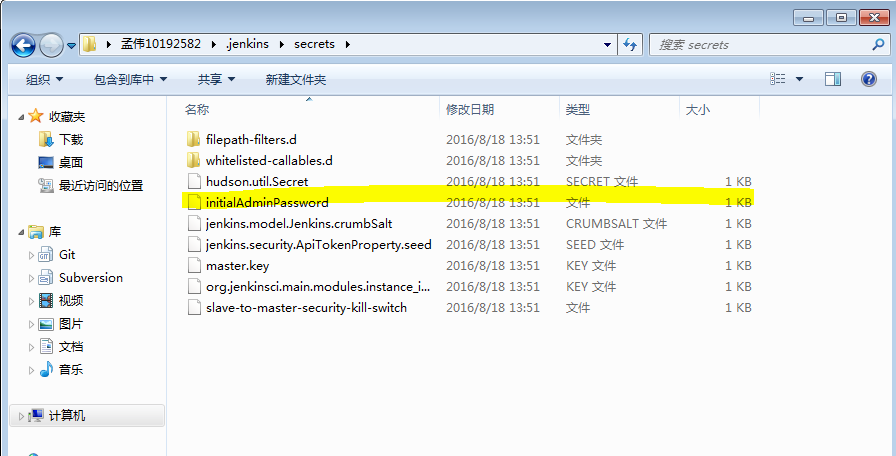 孟伟10192582 .jenkins secrets 搜索 secrets
组织 包含到库中 共享 新建文件夹
名称 修改日期 类型 大小
收藏夹
下载
桌面
最近访问的位置
库
Git
Subversion
视频
图片
文档
音乐
计算机
filepath-filters.d 2016/8/18 13:51 文件夹
whitelisted-callables.d 2016/8/18 13:51 文件夹
hudson.util.Secret 2016/8/18 13:51 SECRET 文件 1 KB
initialAdminPassword 2016/8/18 13:51 文件 1 KB
jenkins.model.Jenkins.crumbSalt 2016/8/18 13:51 CRUMBSALT 文件 1 KB
jenkins.security.ApiTokenProperty.seed 2016/8/18 13:51 SEED 文件 1 KB
master.key 2016/8/18 13:51 KEY 文件 1 KB
org.jenkinsci.main.modules.instance_i... 2016/8/18 13:51 KEY 文件 1 KB
slave-to-master-security-kill-switch 2016/8/18 13:51 文件 1 KB